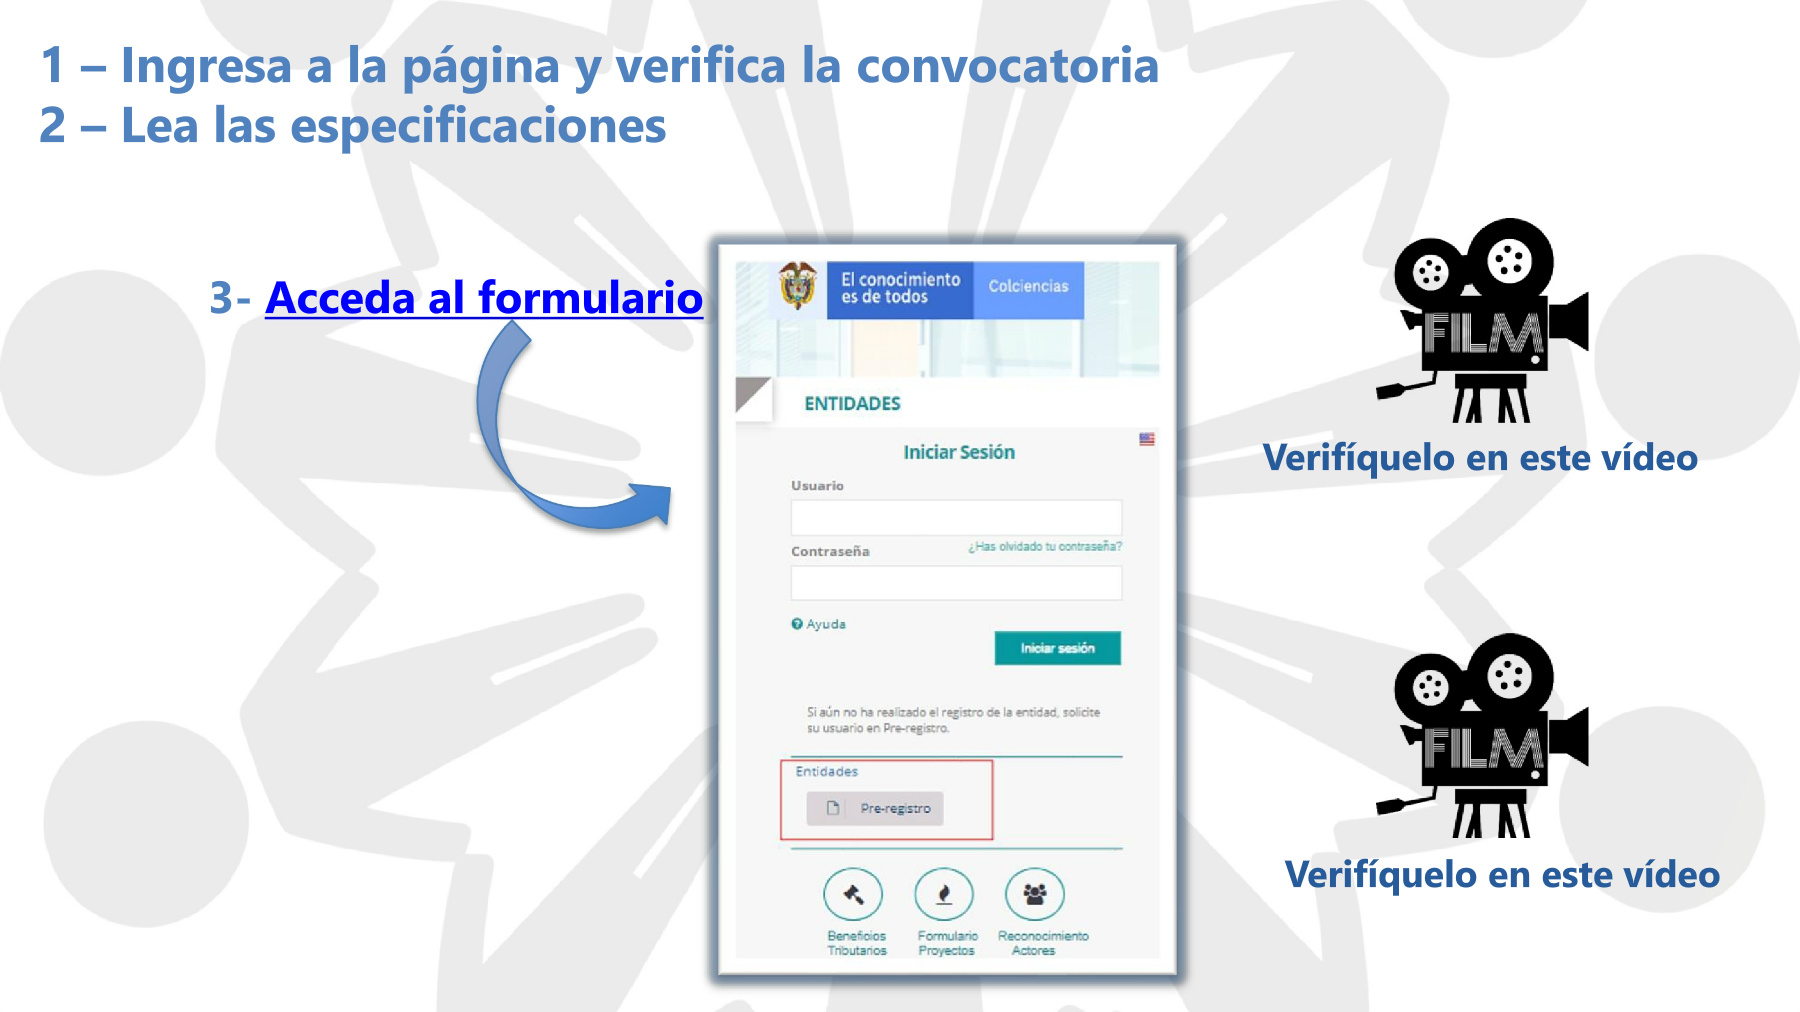 1 – Ingresa a la página y verifica la convocatoria
2 – Lea las especificaciones
3- Acceda al formulario
El conocimiento
es de todos
Colciencias
ENTIDADES
Iniciar Sesión
Usuario
Contraseña
¿Has olvidado tu contraseña?
Ayuda
Iniciar sesión
Si aún no ha realizado el registro de la entidad, solicite
su usuario en Pre-registro.
Entidades
Pre-registro
Beneficios
Tributarios
Formulario
Proyectos
Reconocimiento
Actores
FILM
Verifíquelo en este vídeo
FILM
Verifíquelo en este vídeo